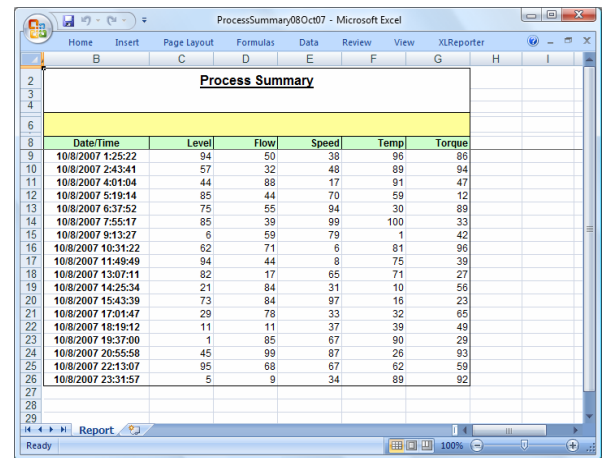 ProcessSummary08Oct07 - Microsoft Excel
Home Insert Page Layout Formulas Data Review View XLReporter
B C D E F G H I
2 Process Summary
3
4
6
8 Date/Time Level Flow Speed Temp Torque
9 10/8/2007 1:25:22 94 50 38 96 86
10 10/8/2007 2:43:41 57 32 48 89 94
11 10/8/2007 4:01:04 44 88 17 91 47
12 10/8/2007 5:19:14 85 44 70 59 12
13 10/8/2007 6:37:52 75 55 94 30 89
14 10/8/2007 7:55:17 85 39 99 100 33
15 10/8/2007 9:13:27 6 59 79 1 42
16 10/8/2007 10:31:22 62 71 6 81 96
17 10/8/2007 11:49:49 94 44 8 75 39
18 10/8/2007 13:07:11 82 17 65 71 27
19 10/8/2007 14:25:34 21 84 31 10 56
20 10/8/2007 15:43:39 73 84 97 16 23
21 10/8/2007 17:01:47 29 78 33 32 65
22 10/8/2007 18:19:12 11 11 37 39 49
23 10/8/2007 19:37:00 1 85 67 90 29
24 10/8/2007 20:55:58 45 99 87 26 93
25 10/8/2007 22:13:07 95 68 67 62 59
26 10/8/2007 23:31:57 5 9 34 89 92
27
28
29
Report
Ready 100%